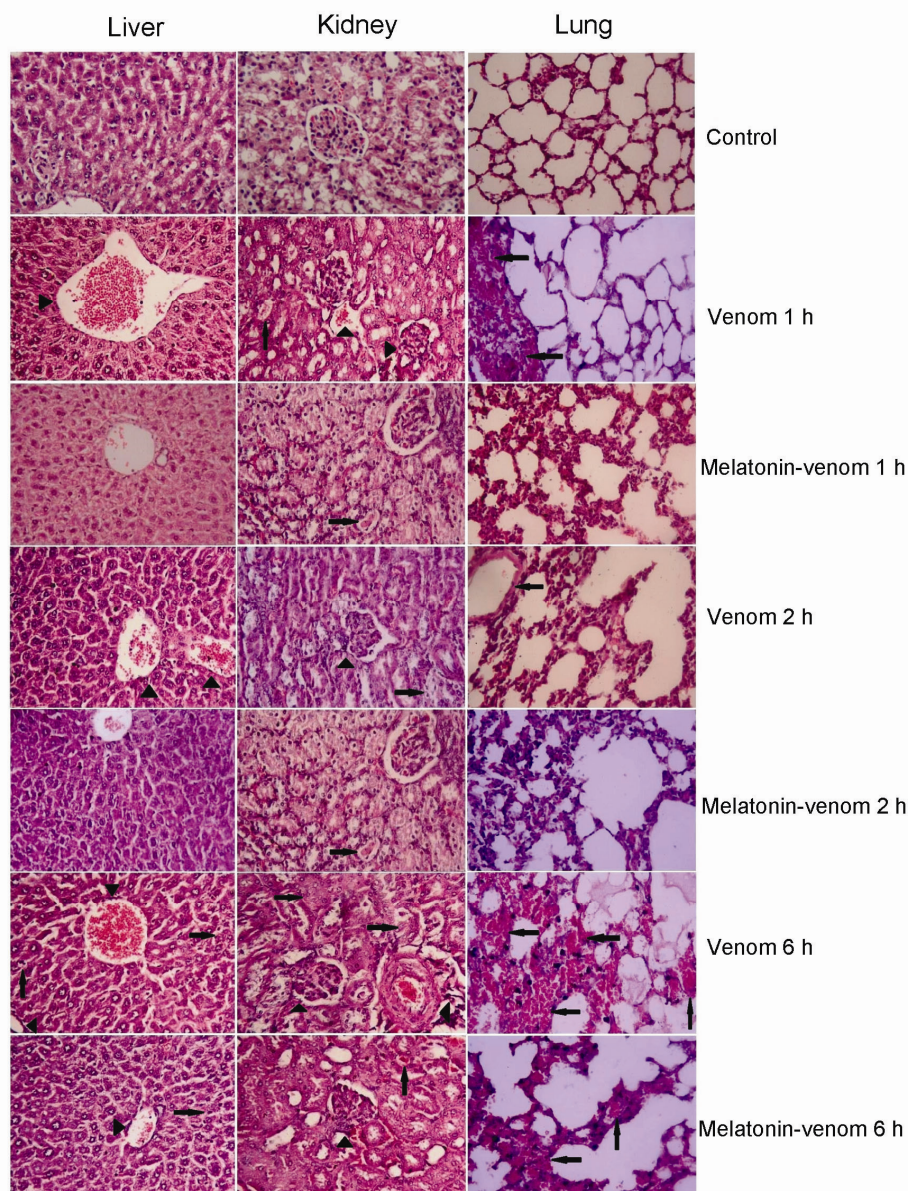 Liver Kidney Lung
Control
Venom 1 h
Melatonin-venom 1 h
Venom 2 h
Melatonin-venom 2 h
Venom 6 h
Melatonin-venom 6 h